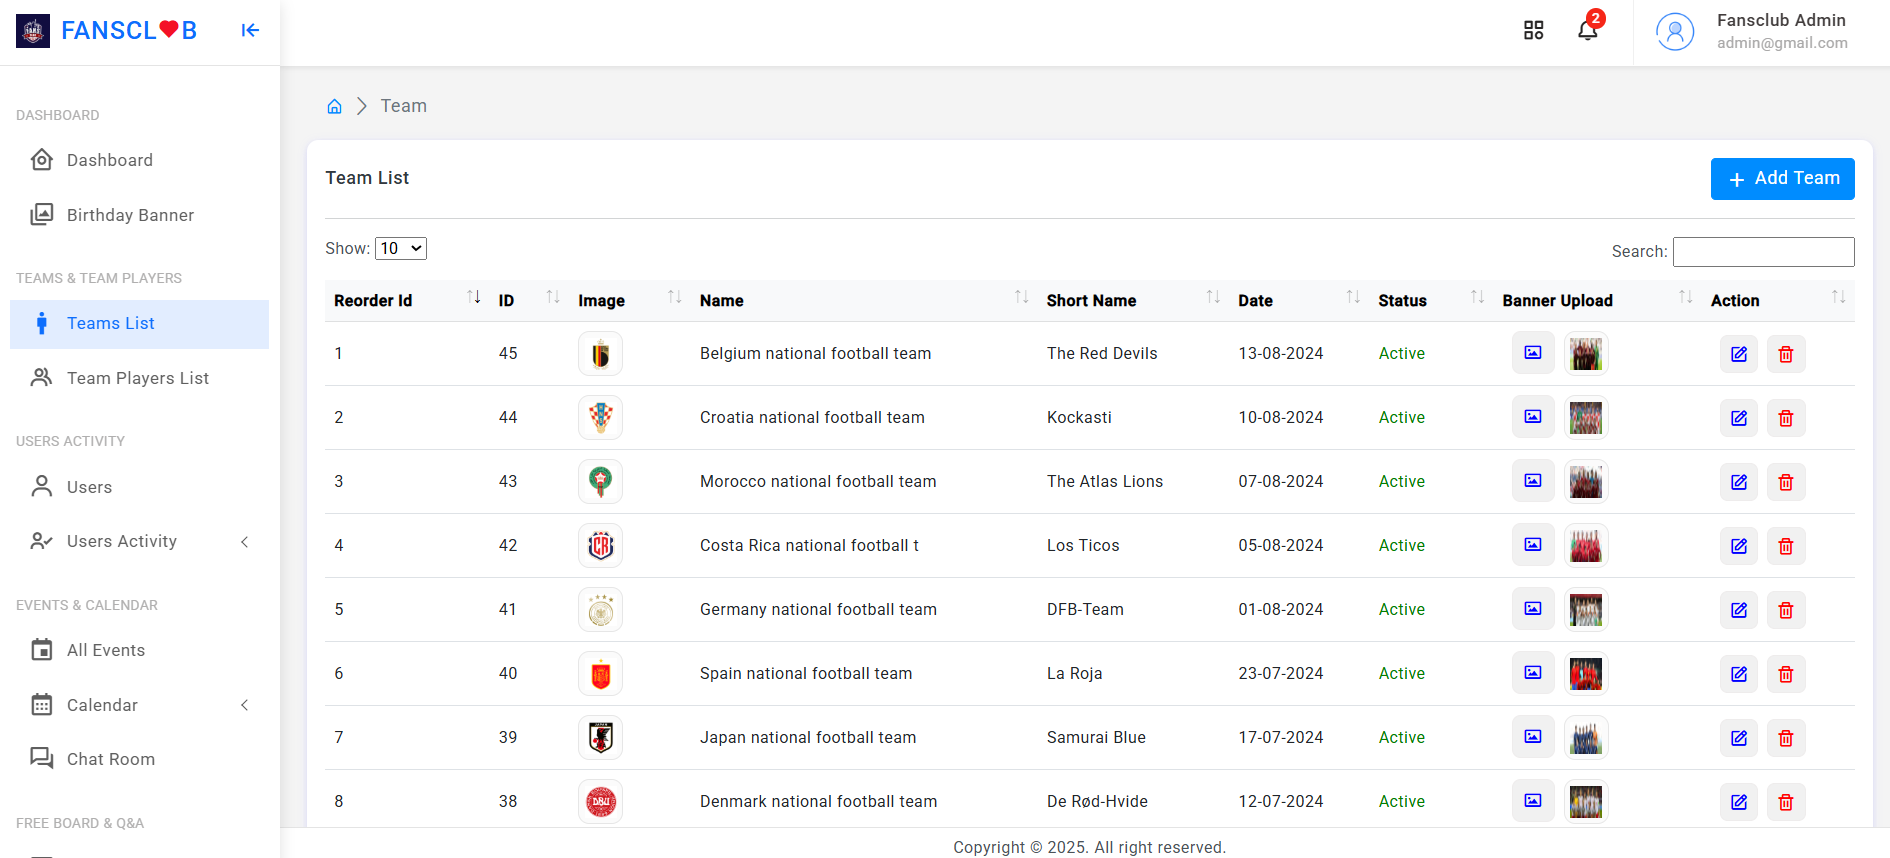 FANSCL❤B
2
Fansclub Admin
admin@gmail.com
DASHBOARD
Dashboard
Birthday Banner
TEAMS & TEAM PLAYERS
Teams List
Team Players List
USERS ACTIVITY
Users
Users Activity
EVENTS & CALENDAR
All Events
Calendar
Chat Room
FREE BOARD & Q&A
Team
Team List
+ Add Team
Show: 10
Search:
Reorder Id ID Image Name Short Name Date Status Banner Upload Action
1 45 Belgium national football team The Red Devils 13-08-2024 Active
2 44 Croatia national football team Kockasti 10-08-2024 Active
3 43 Morocco national football team The Atlas Lions 07-08-2024 Active
4 42 CR Costa Rica national football t Los Ticos 05-08-2024 Active
5 41 Germany national football team DFB-Team 01-08-2024 Active
6 40 Spain national football team La Roja 23-07-2024 Active
7 39 JAPAN Japan national football team Samurai Blue 17-07-2024 Active
8 38 DBU Denmark national football team De Rød-Hvide 12-07-2024 Active
Copyright © 2025. All right reserved.